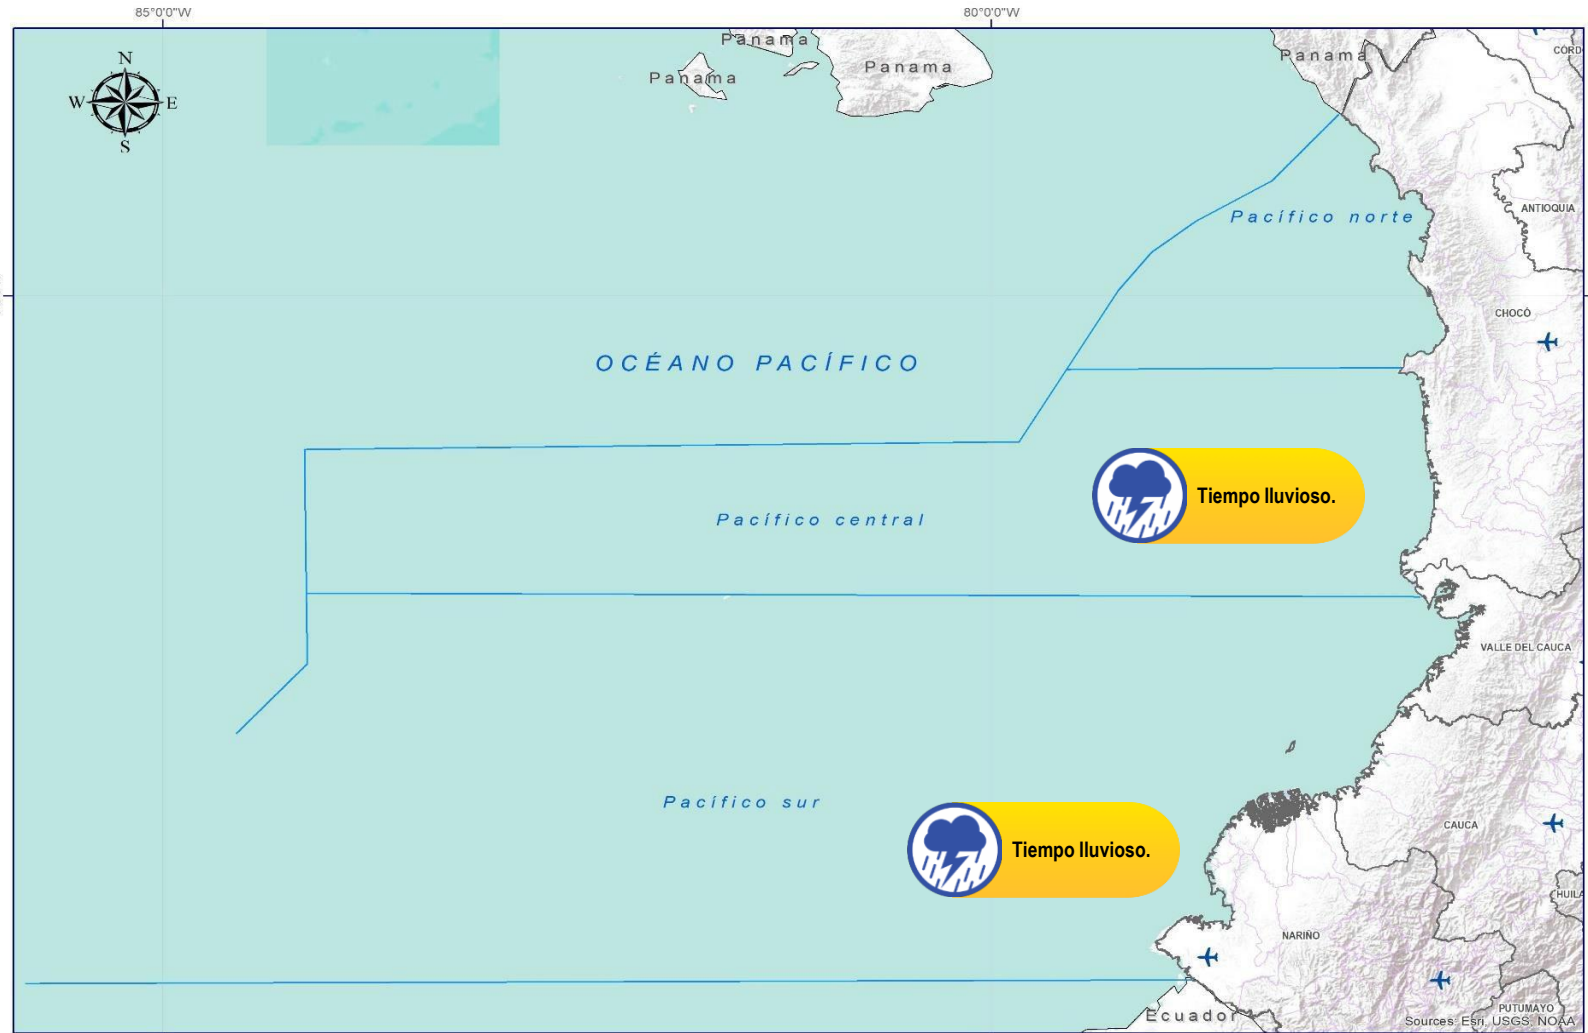 85°0'0"W
80°0'0"W
N
W
E
S
Panama
Panama
Panama
Panama
CÓRD
Pacífico norte
ANTIOQUIA
CHOCÓ
OCÉANO PACÍFICO
Tiempo lluvioso.
Pacífico central
VALLE DEL CAUCA
Pacífico sur
CAUCA
Tiempo lluvioso.
HUILA
NARIÑO
PUTUMAYO
Ecuador
Sources: Esri, USGS, NOAA